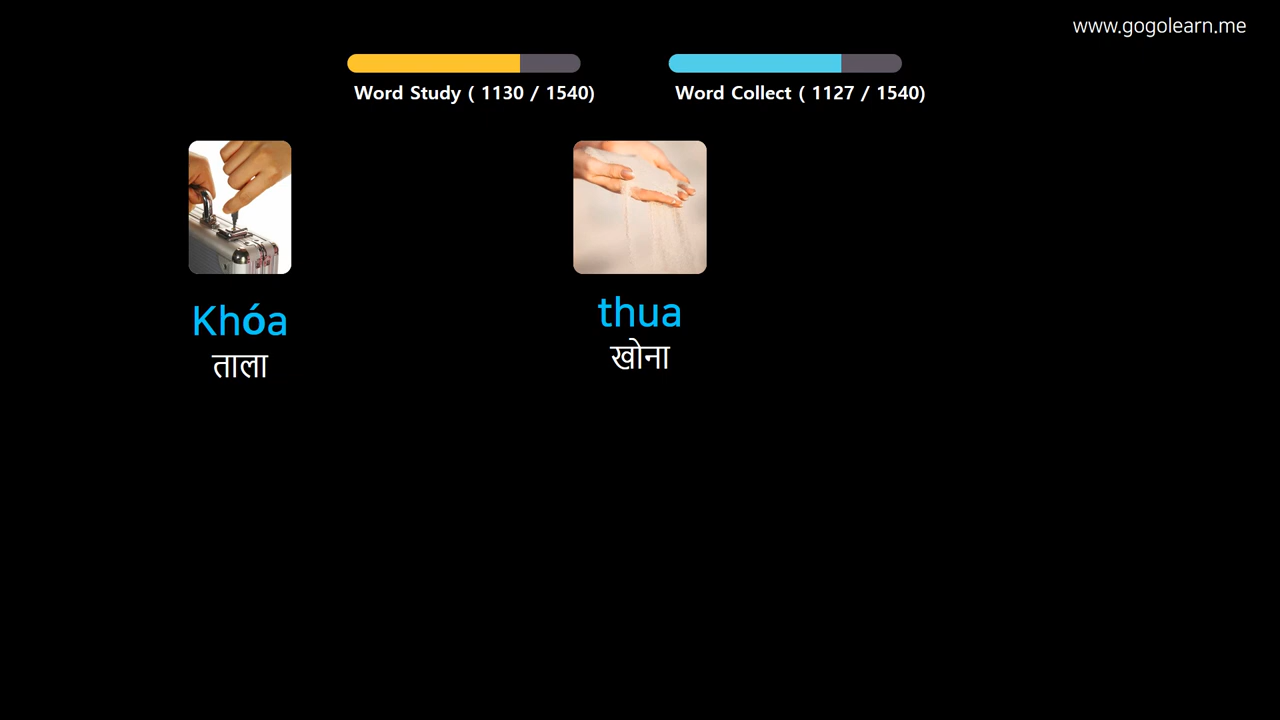 www.gogolearn.me
Word Study ( 1130 / 1540)
Word Collect ( 1127 / 1540)
Khóa
ताला
thua
खोना